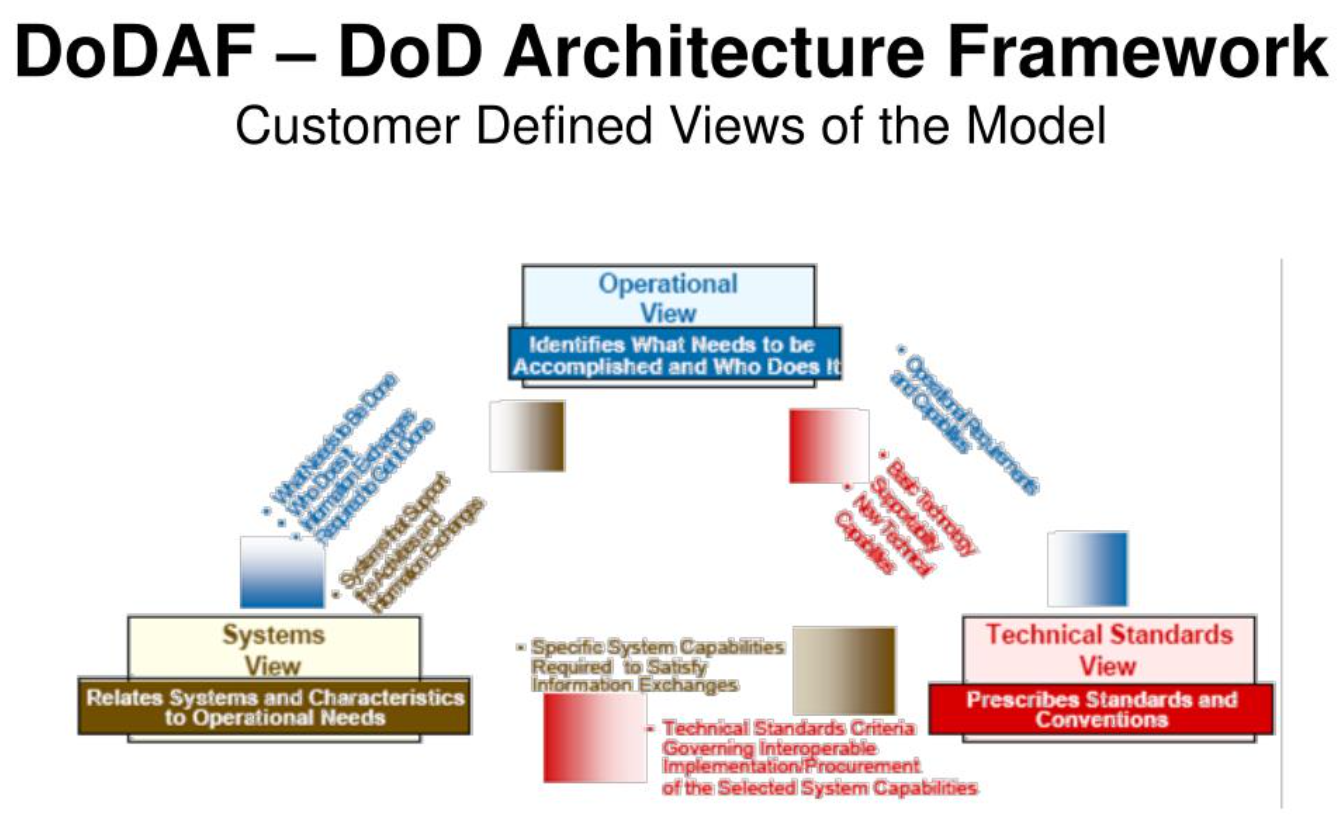 DoDAF – DoD Architecture Framework
Customer Defined Views of the Model
Operational
View
Identifies What Needs to be
Accomplished and Who Does It
• What Needs to Be Done
• Who Does It
• Information Exchanges
Required to Get It Done
• Systems that Support
the Activities and
Information Exchanges
• Operational Requirements
and Capabilities
• Basic Technology
Supportability
• New Technical
Capabilities
Systems
View
Relates Systems and Characteristics
to Operational Needs
• Specific System Capabilities
Required to Satisfy
Information Exchanges
• Technical Standards Criteria
Governing Interoperable
Implementation/Procurement
of the Selected System Capabilities
Technical Standards
View
Prescribes Standards and
Conventions